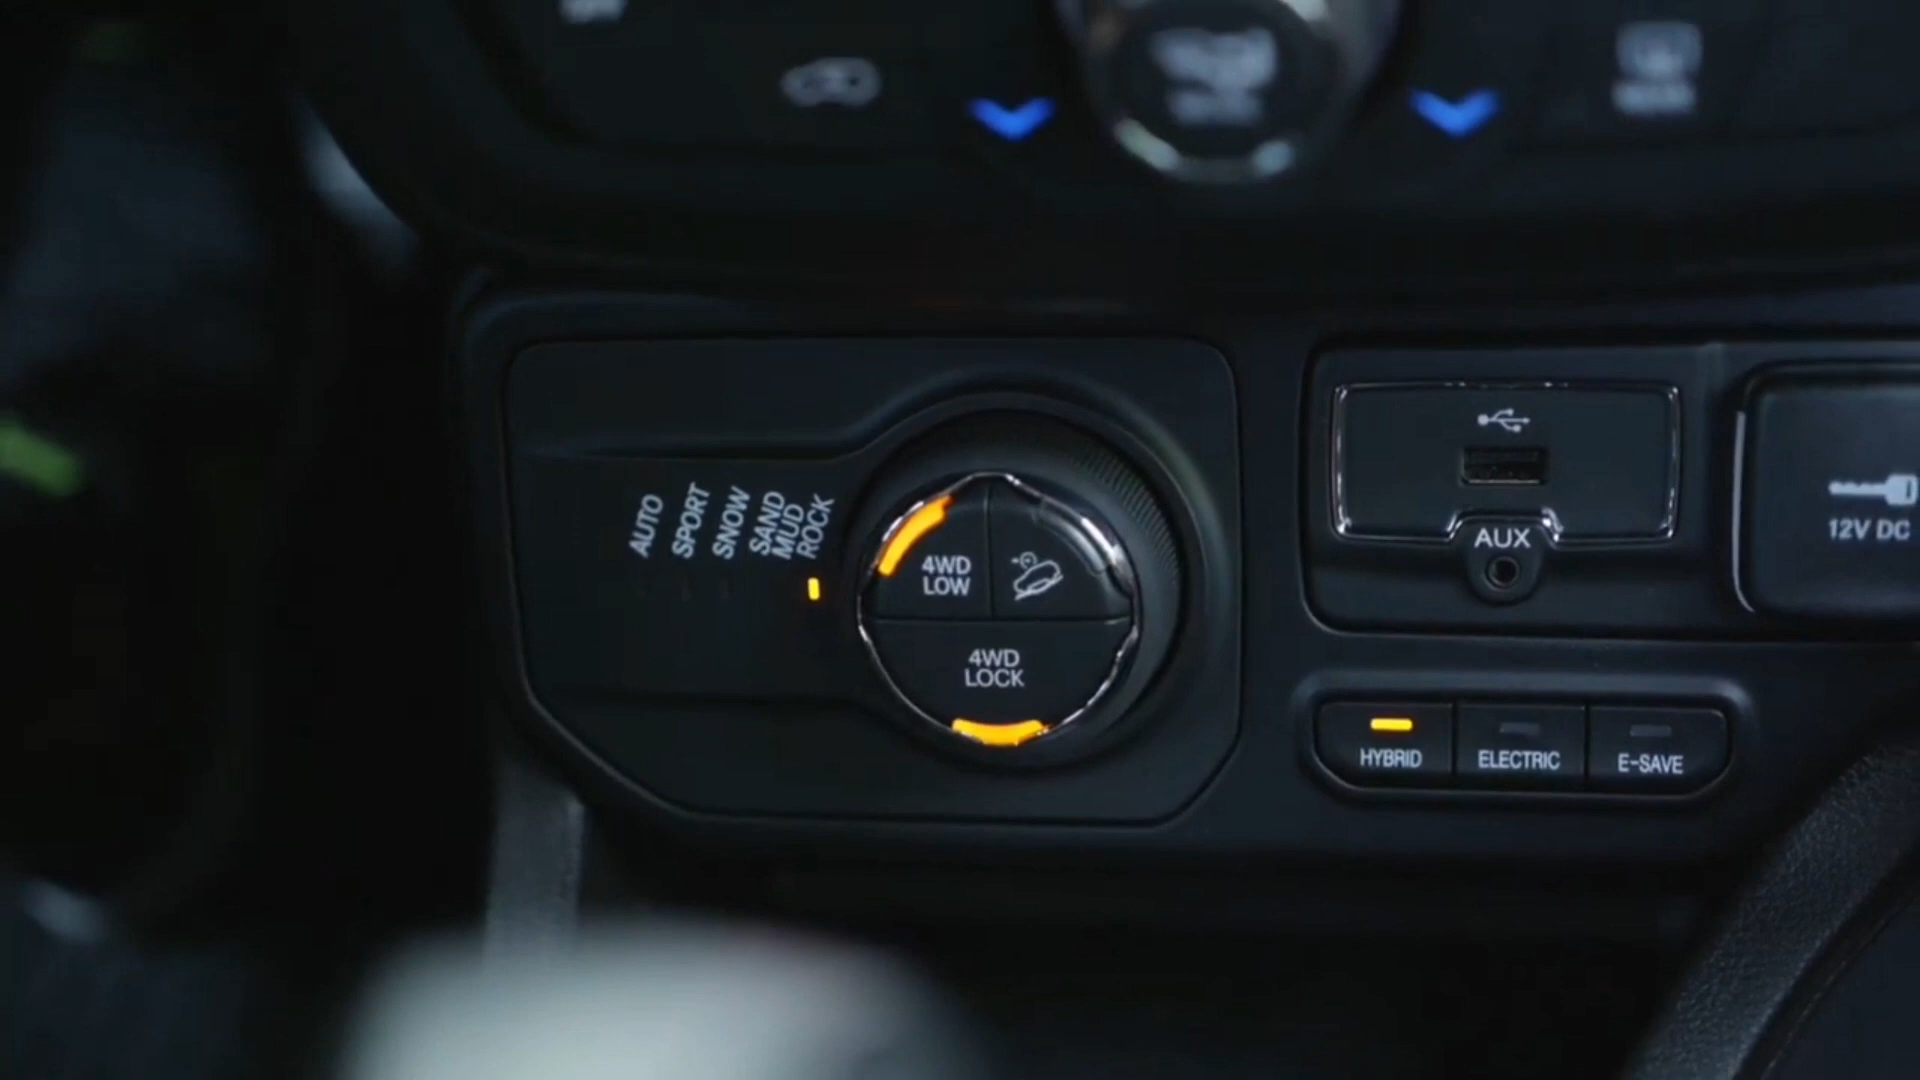 AUTO
SPORT
SNOW
SAND
MUD
ROCK
4WD
LOW
4WD
LOCK
AUX
12V DC
HYBRID
ELECTRIC
E-SAVE